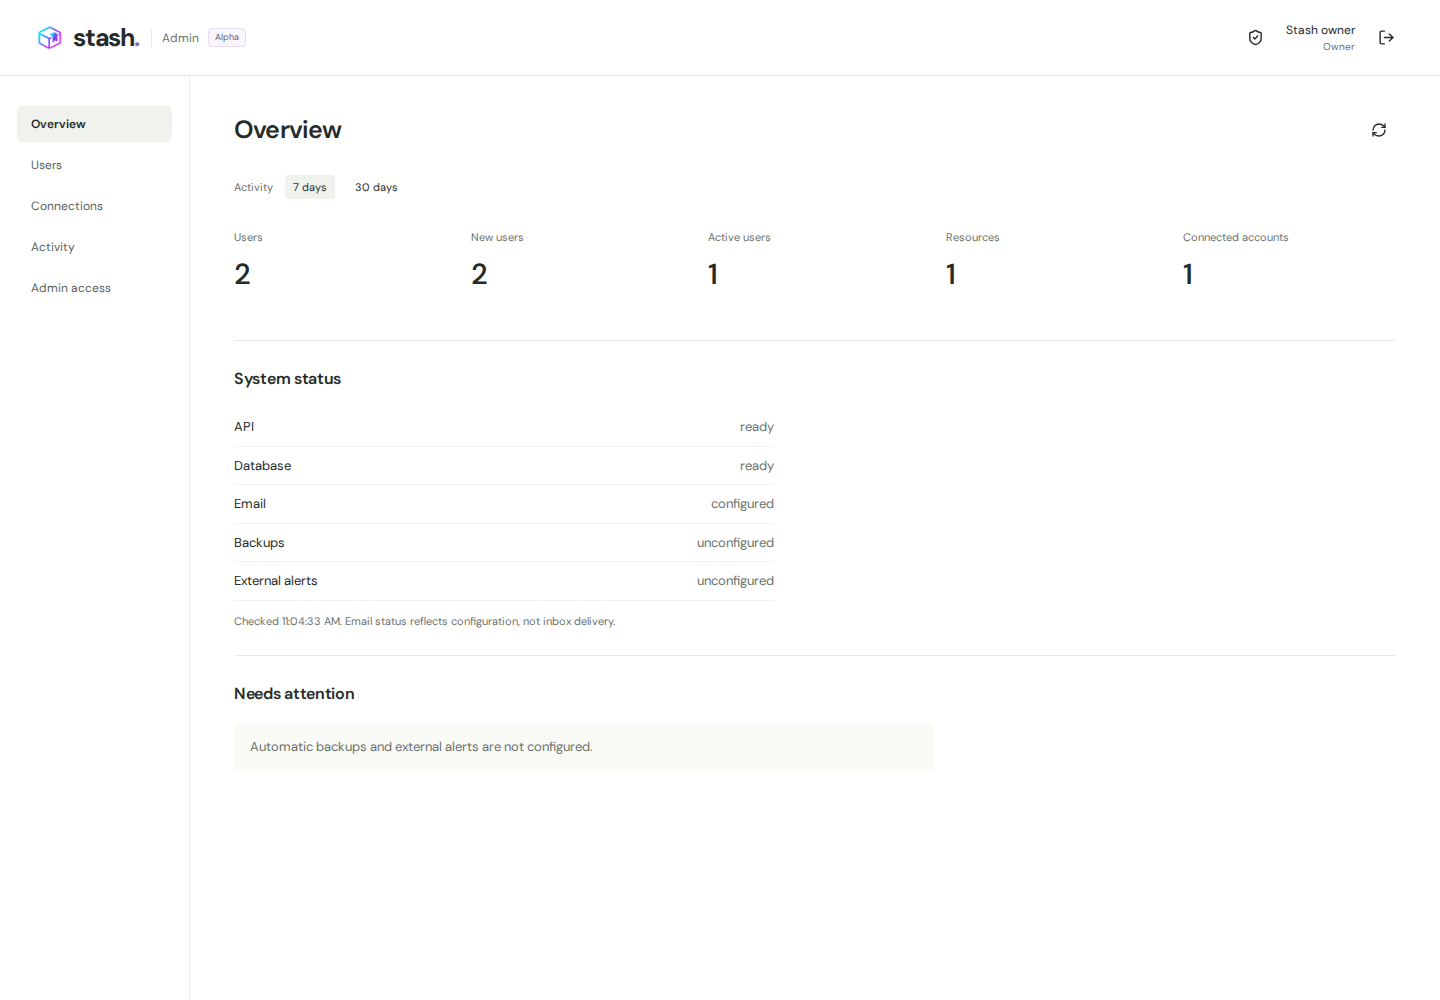 stash. Admin Alpha
Stash owner
Owner
Overview
Users
Connections
Activity
Admin access
Overview
Activity 7 days 30 days
Users New users Active users Resources Connected accounts
2 2 1 1 1
System status
API ready
Database ready
Email configured
Backups unconfigured
External alerts unconfigured
Checked 11:04:33 AM. Email status reflects configuration, not inbox delivery.
Needs attention
Automatic backups and external alerts are not configured.